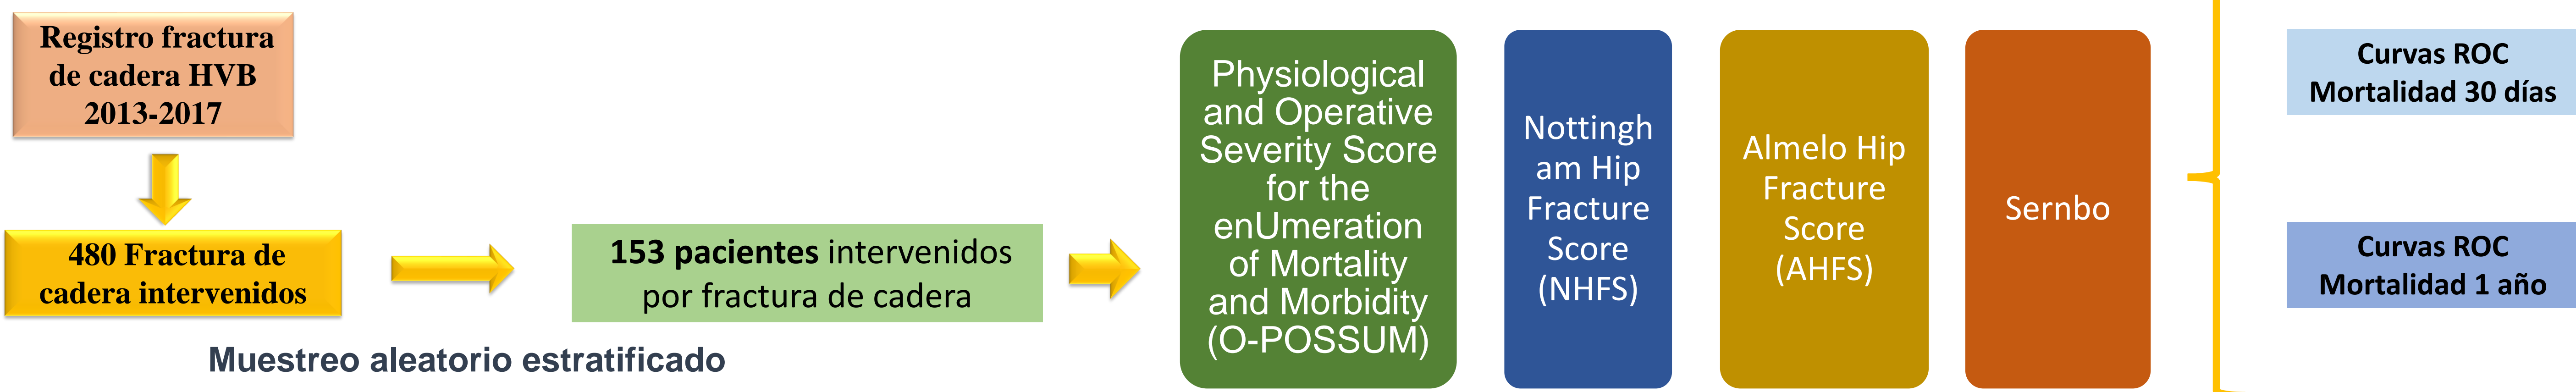 Registro fractura
de cadera HVB
2013-2017
480 Fractura de
cadera intervenidos
Muestreo aleatorio estratificado
153 pacientes intervenidos
por fractura de cadera
Physiological
and Operative
Severity Score
for the
enUmeration
of Mortality
and Morbidity
(O-POSSUM)
Nottingh
am Hip
Fracture
Score
(NHFS)
Almelo Hip
Fracture
Score
(AHFS)
Sernbo
Curvas ROC
Mortalidad 30 días
Curvas ROC
Mortalidad 1 año